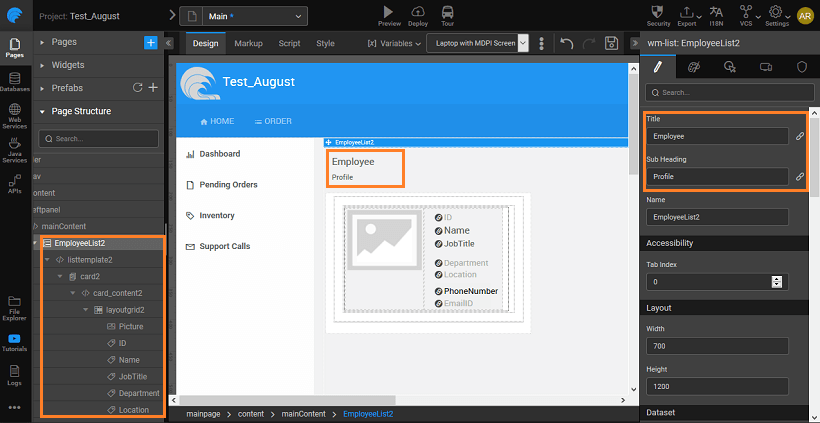 Project: Test_August
Main *
Preview
Deploy
Tour
Security
Export
I18N
VCS
Settings
AR
Pages
Databases
Web
Services
Java
Services
APIs
File
Explorer
Tutorials
Logs
Pages
Widgets
Prefabs
Page Structure
Search...
der
av
content
eftpanel
mainContent
EmployeeList2
listtemplate2
card2
card_content2
layoutgrid2
Picture
ID
Name
JobTitle
Department
Location
Design
Markup
Script
Style
[x] Variables
Laptop with MDPI Screen
Test_August
HOME
ORDER
Dashboard
Pending Orders
Inventory
Support Calls
EmployeeList2
Employee
Profile
ID
Name
JobTitle
Department
Location
PhoneNumber
EmailID
mainpage > content > mainContent > EmployeeList2
wm-list: EmployeeList2
Search...
Title
Employee
Sub Heading
Profile
Name
EmployeeList2
Accessibility
Tab Index
0
Layout
Width
700
Height
1200
Dataset